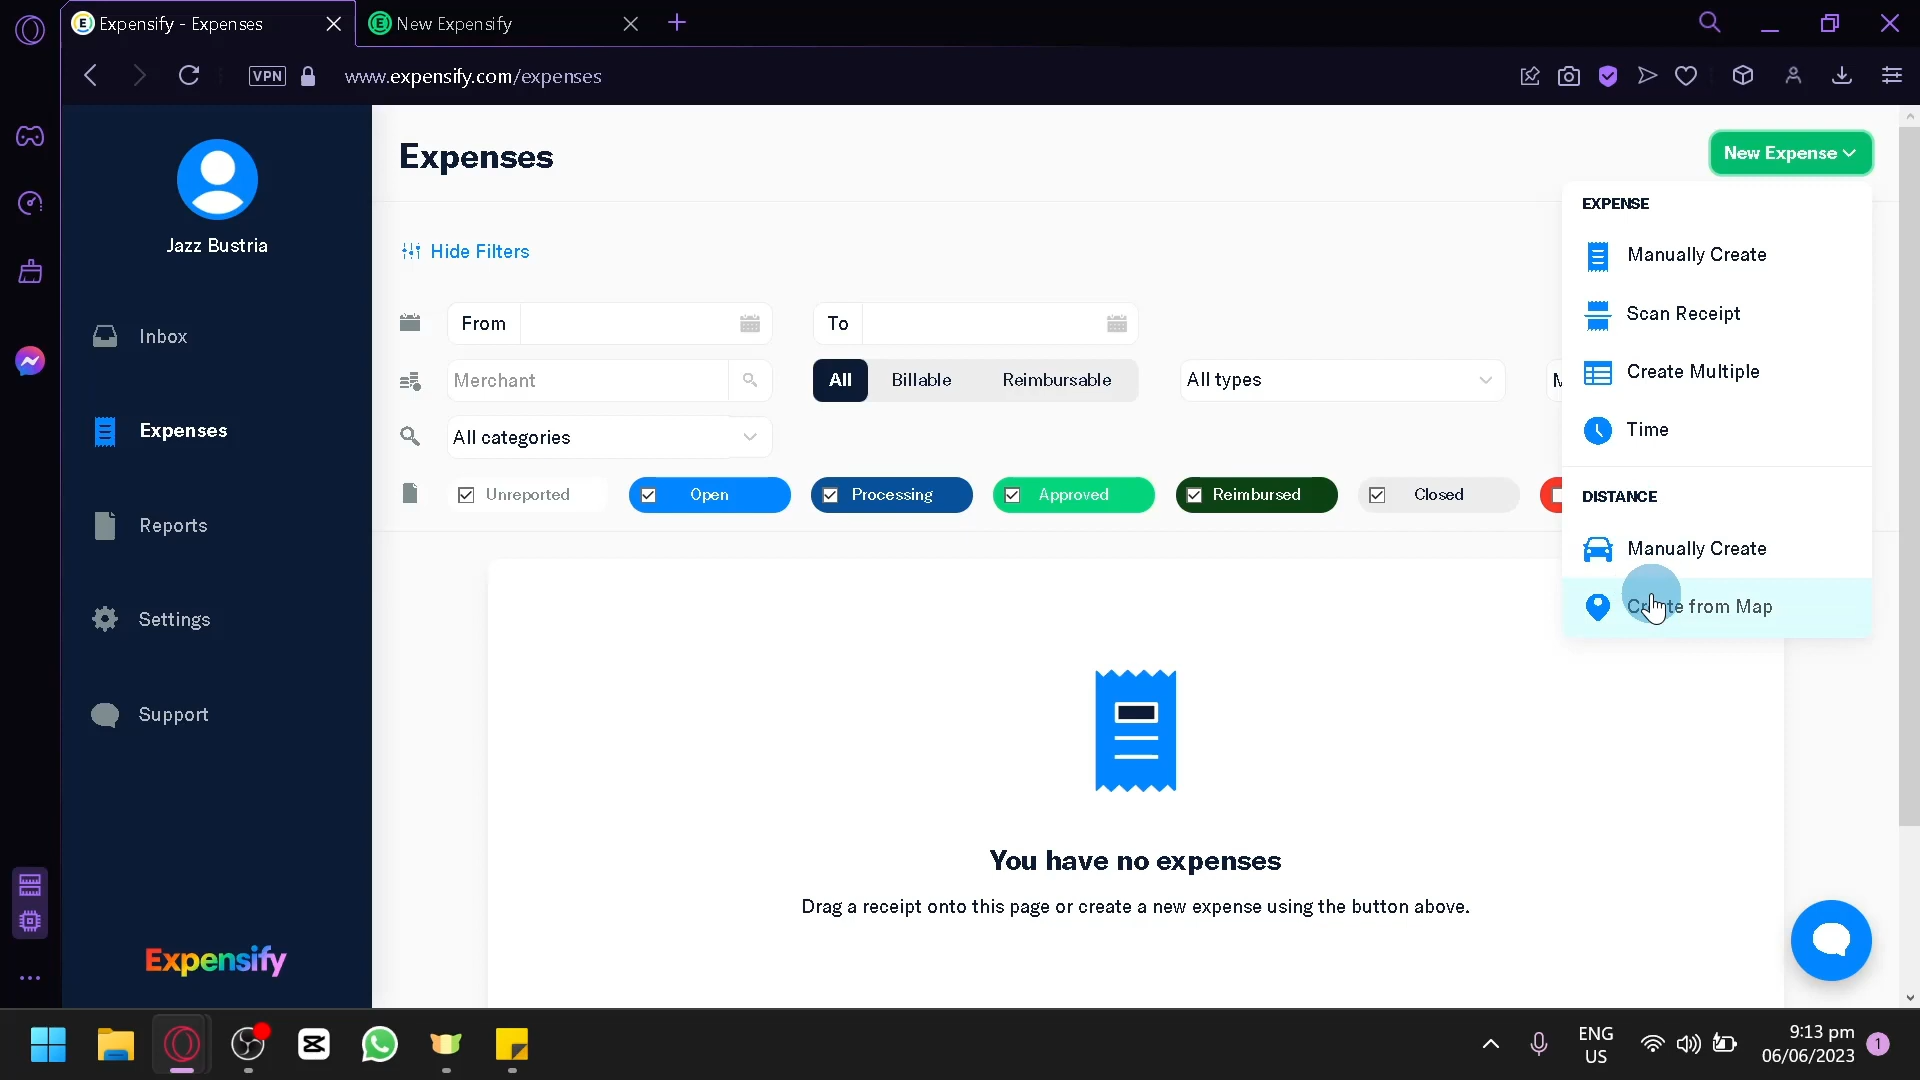 Expensify - Expenses
New Expensify
VPN
www.expensify.com/expenses
Jazz Bustria
Inbox
Expenses
Reports
Settings
Support
Expensify
Expenses
New Expense
Hide Filters
From
To
Merchant
All
Billable
Reimbursable
All types
M
All categories
Unreported
Open
Processing
Approved
Reimbursed
Closed
EXPENSE
Manually Create
Scan Receipt
Create Multiple
Time
DISTANCE
Manually Create
Create from Map
You have no expenses
Drag a receipt onto this page or create a new expense using the button above.
ENG
US
9:13 pm
06/06/2023
1